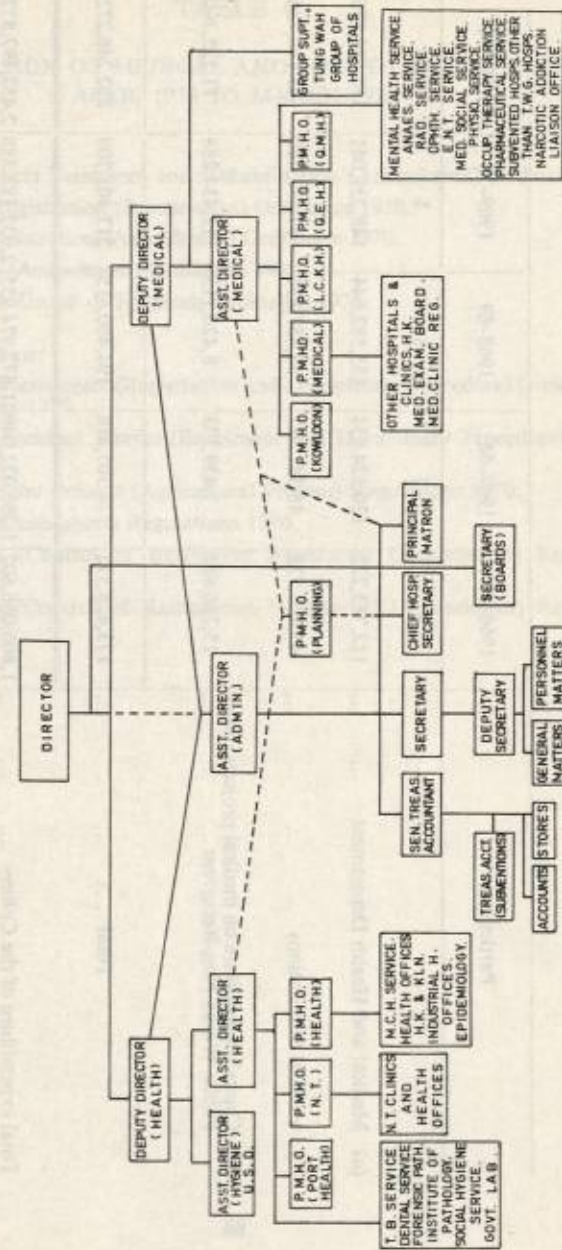 DIRECTOR
DEPUTY DIRECTOR
(HEALTH)
DEPUTY DIRECTOR
(MEDICAL)
ASST. DIRECTOR
(HYGIENE)
U.S.D.
ASST. DIRECTOR
(HEALTH)
ASST. DIRECTOR
(ADMIN.)
ASST. DIRECTOR
(MEDICAL)
GROUP SUPT.,
TUNG WAH
GROUP OF
HOSPITALS
P.M.H.O.
(PORT
HEALTH)
P.M.H.O.
(N.T.)
P.M.H.O.
(HEALTH)
P.M.H.O.
(PLANNING)
P.M.H.O.
(KOWLOON)
P.M.H.O.
(MEDICAL)
P.M.H.O.
(L.C.K.H.)
P.M.H.O.
(Q.E.H.)
P.M.H.O.
(Q.M.H.)
T.B. SERVICE
DENTAL SERVICE
FORENSIC PATH.
INSTITUTE OF
PATHOLOGY.
SOCIAL HYGIENE
SERVICE.
GOVT. LAB.
N.T. CLINICS
AND
HEALTH
OFFICES
M.C.H. SERVICE.
HEALTH OFFICES
H.K. & KLN.
INDUSTRIAL H.
OFFICES.
EPIDEMIOLOGY.
SEN. TREAS.
ACCOUNTANT
SECRETARY
CHIEF HOSP.
SECRETARY
PRINCIPAL
MATRON
OTHER HOSPITALS &
CLINICS, H.K.
MED. EXAM. BOARD.
MED. CLINIC REG.
MENTAL HEALTH SERVICE.
ANAES. SERVICE.
RAD. SERVICE.
OPHTH. SERVICE.
E.N.T. SERVICE.
MED. SOCIAL SERVICE.
PHYSIO. SERVICE.
OCCUP. THERAPY SERVICE.
PHARMACEUTICAL SERVICE.
SUBVENTED HOSPS. OTHER
THAN T.W.G. HOSPS.
NARCOTIC ADDICTION
LIAISON OFFICE.
TREAS. ACCT.
(SUBVENTIONS)
DEPUTY
SECRETARY
SECRETARY
(BOARDS)
ACCOUNTS
STORES
GENERAL
MATTERS
PERSONNEL
MATTERS